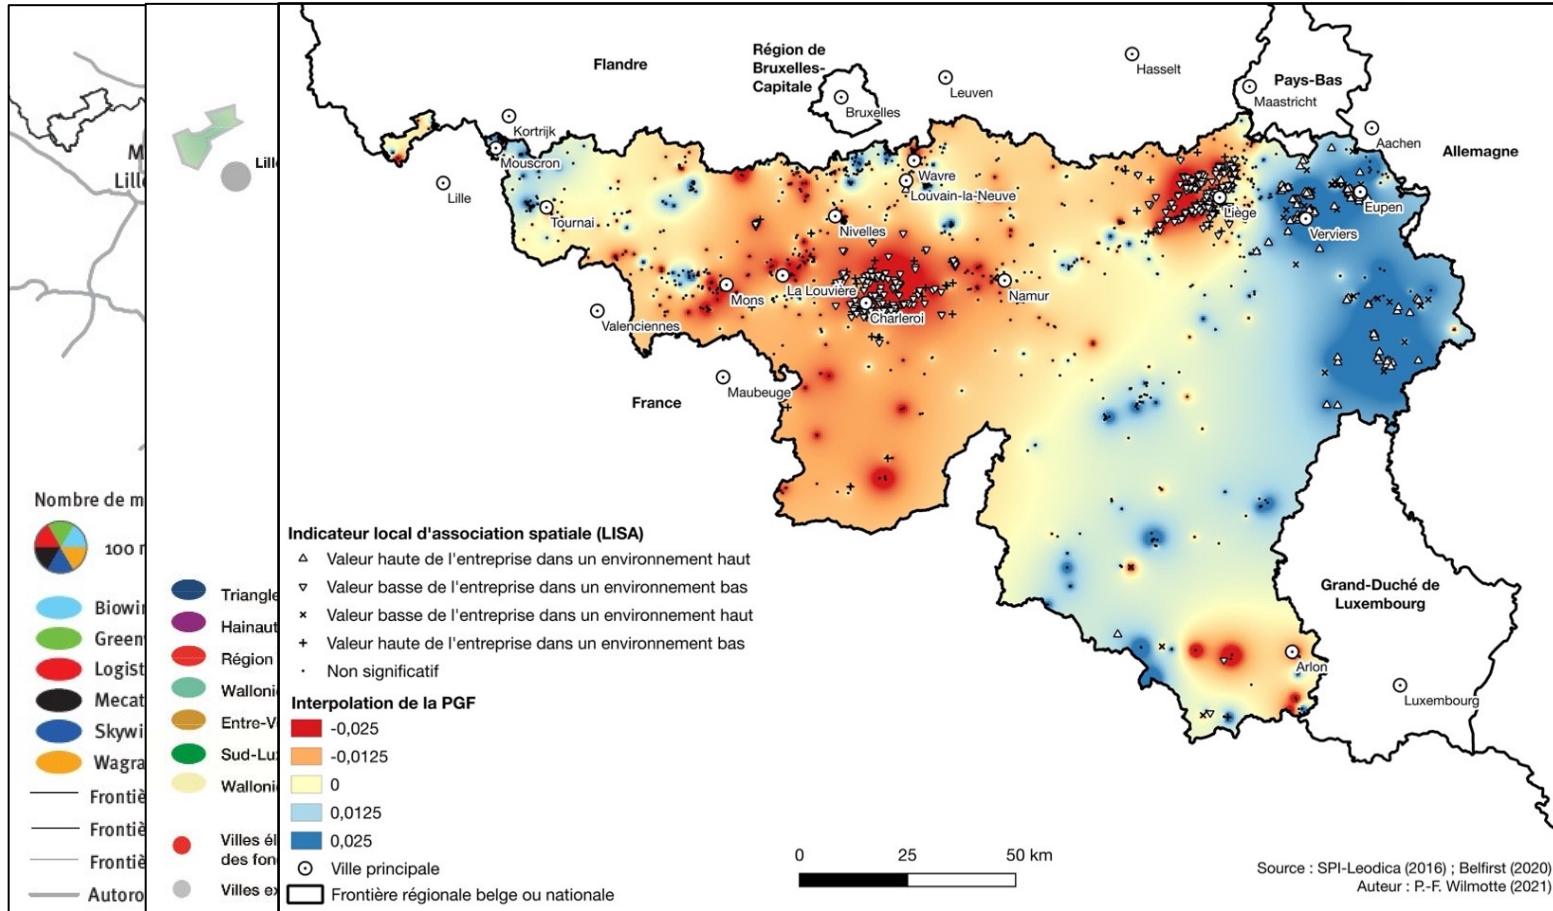 M
Lille
Nombre de m
100
Biowi
Green
Logist
Mecat
Skywi
Wagra
Frontiè
Frontiè
Frontiè
Autoro
Lille
Triangle
Hainaut
Région
Wallonie
Entre-V
Sud-Lu
Wallonie
Villes él
des fon
Villes ex
Flandre
Région de
Bruxelles-
Capitale
Bruxelles
Leuven
Hasselt
Pays-Bas
Maastricht
Aachen
Allemagne
Kortrijk
Mouscron
Lille
Tournai
Wavre
Louvain-la-Neuve
Nivelles
Liège
Eupen
Verviers
Mons
La Louvière
Charleroi
Namur
Valenciennes
Maubeuge
France
Grand-Duché de
Luxembourg
Arlon
Luxembourg
Indicateur local d'association spatiale (LISA)
Valeur haute de l'entreprise dans un environnement haut
Valeur basse de l'entreprise dans un environnement bas
Valeur basse de l'entreprise dans un environnement haut
Valeur haute de l'entreprise dans un environnement bas
Non significatif
Interpolation de la PGF
-0,025
-0,0125
0
0,0125
0,025
Ville principale
Frontière régionale belge ou nationale
0 25 50 km
Source : SPI-Leodica (2016) ; Belfirst (2020)
Auteur : P.-F. Wilmotte (2021)